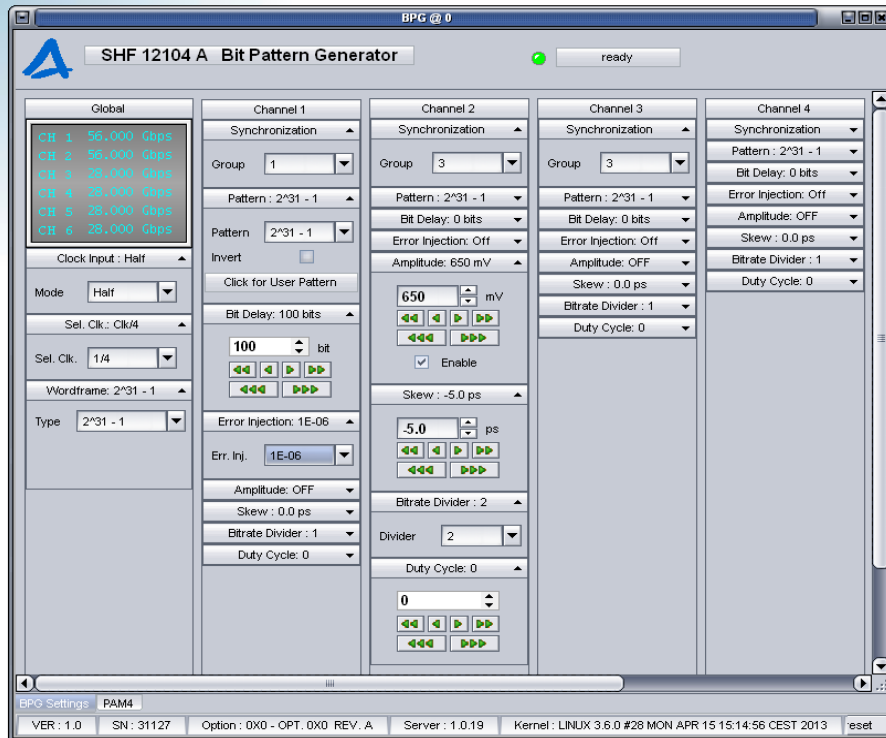 BPG @ 0
SHF 12104 A Bit Pattern Generator
ready
Global
CH 1 56.000 Gbps
CH 2 56.000 Gbps
CH 3 28.000 Gbps
CH 4 28.000 Gbps
CH 5 28.000 Gbps
CH 6 28.000 Gbps
Clock Input : Half
Mode Half
Sel. Clk.: Clk/4
Sel. Clk. 1/4
Wordframe: 2^31 - 1
Type 2^31 - 1
Channel 1
Synchronization
Group 1
Pattern : 2^31 - 1
Pattern 2^31 - 1
Invert
Click for User Pattern
Bit Delay: 100 bits
100 bit
Error Injection: 1E-06
Err. Inj. 1E-06
Amplitude: OFF
Skew : 0.0 ps
Bitrate Divider : 1
Duty Cycle: 0
Channel 2
Synchronization
Group 3
Pattern : 2^31 - 1
Bit Delay: 0 bits
Error Injection: Off
Amplitude: 650 mV
650 mV
Enable
Skew : -5.0 ps
-5.0 ps
Bitrate Divider : 2
Divider 2
Duty Cycle: 0
0
Channel 3
Synchronization
Group 3
Pattern : 2^31 - 1
Bit Delay: 0 bits
Error Injection: Off
Amplitude: OFF
Skew : 0.0 ps
Bitrate Divider : 1
Duty Cycle: 0
Channel 4
Synchronization
Pattern : 2^31 - 1
Bit Delay: 0 bits
Error Injection: Off
Amplitude: OFF
Skew : 0.0 ps
Bitrate Divider : 1
Duty Cycle: 0
BPG Settings PAM4
VER : 1.0 SN : 31127 Option : 0X0 - OPT. 0X0 REV. A Server : 1.0.19 Kernel : LINUX 3.6.0 #28 MON APR 15 15:14:56 CEST 2013 eset